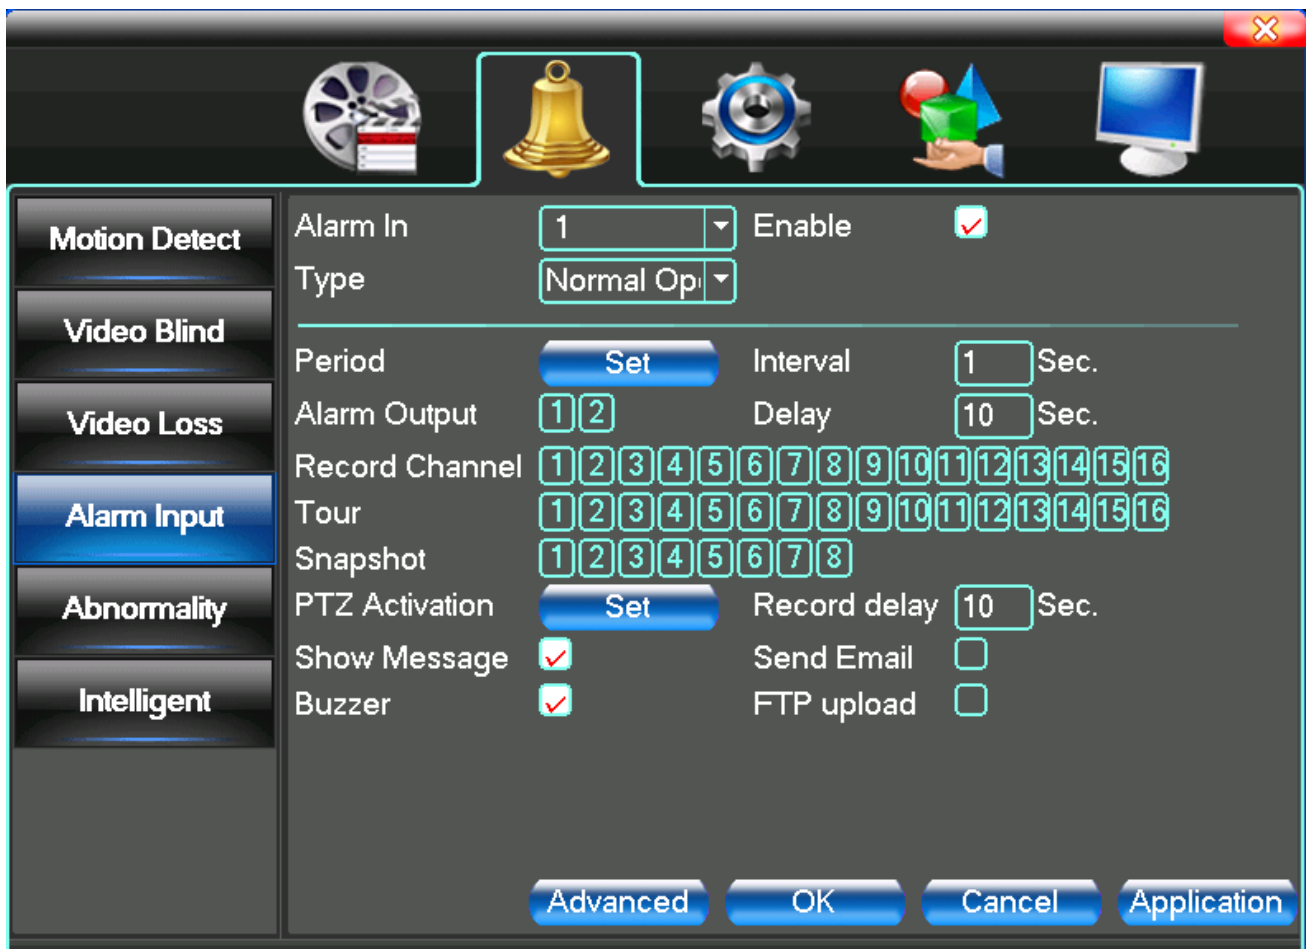 Motion Detect
Video Blind
Video Loss
Alarm Input
Abnormality
Intelligent
Alarm In 1 Enable
Type Normal Op
Period Set Interval 1 Sec.
Alarm Output 1 2 Delay 10 Sec.
Record Channel 1 2 3 4 5 6 7 8 9 10 11 12 13 14 15 16
Tour 1 2 3 4 5 6 7 8 9 10 11 12 13 14 15 16
Snapshot 1 2 3 4 5 6 7 8
PTZ Activation Set Record delay 10 Sec.
Show Message Send Email
Buzzer FTP upload
Advanced OK Cancel Application